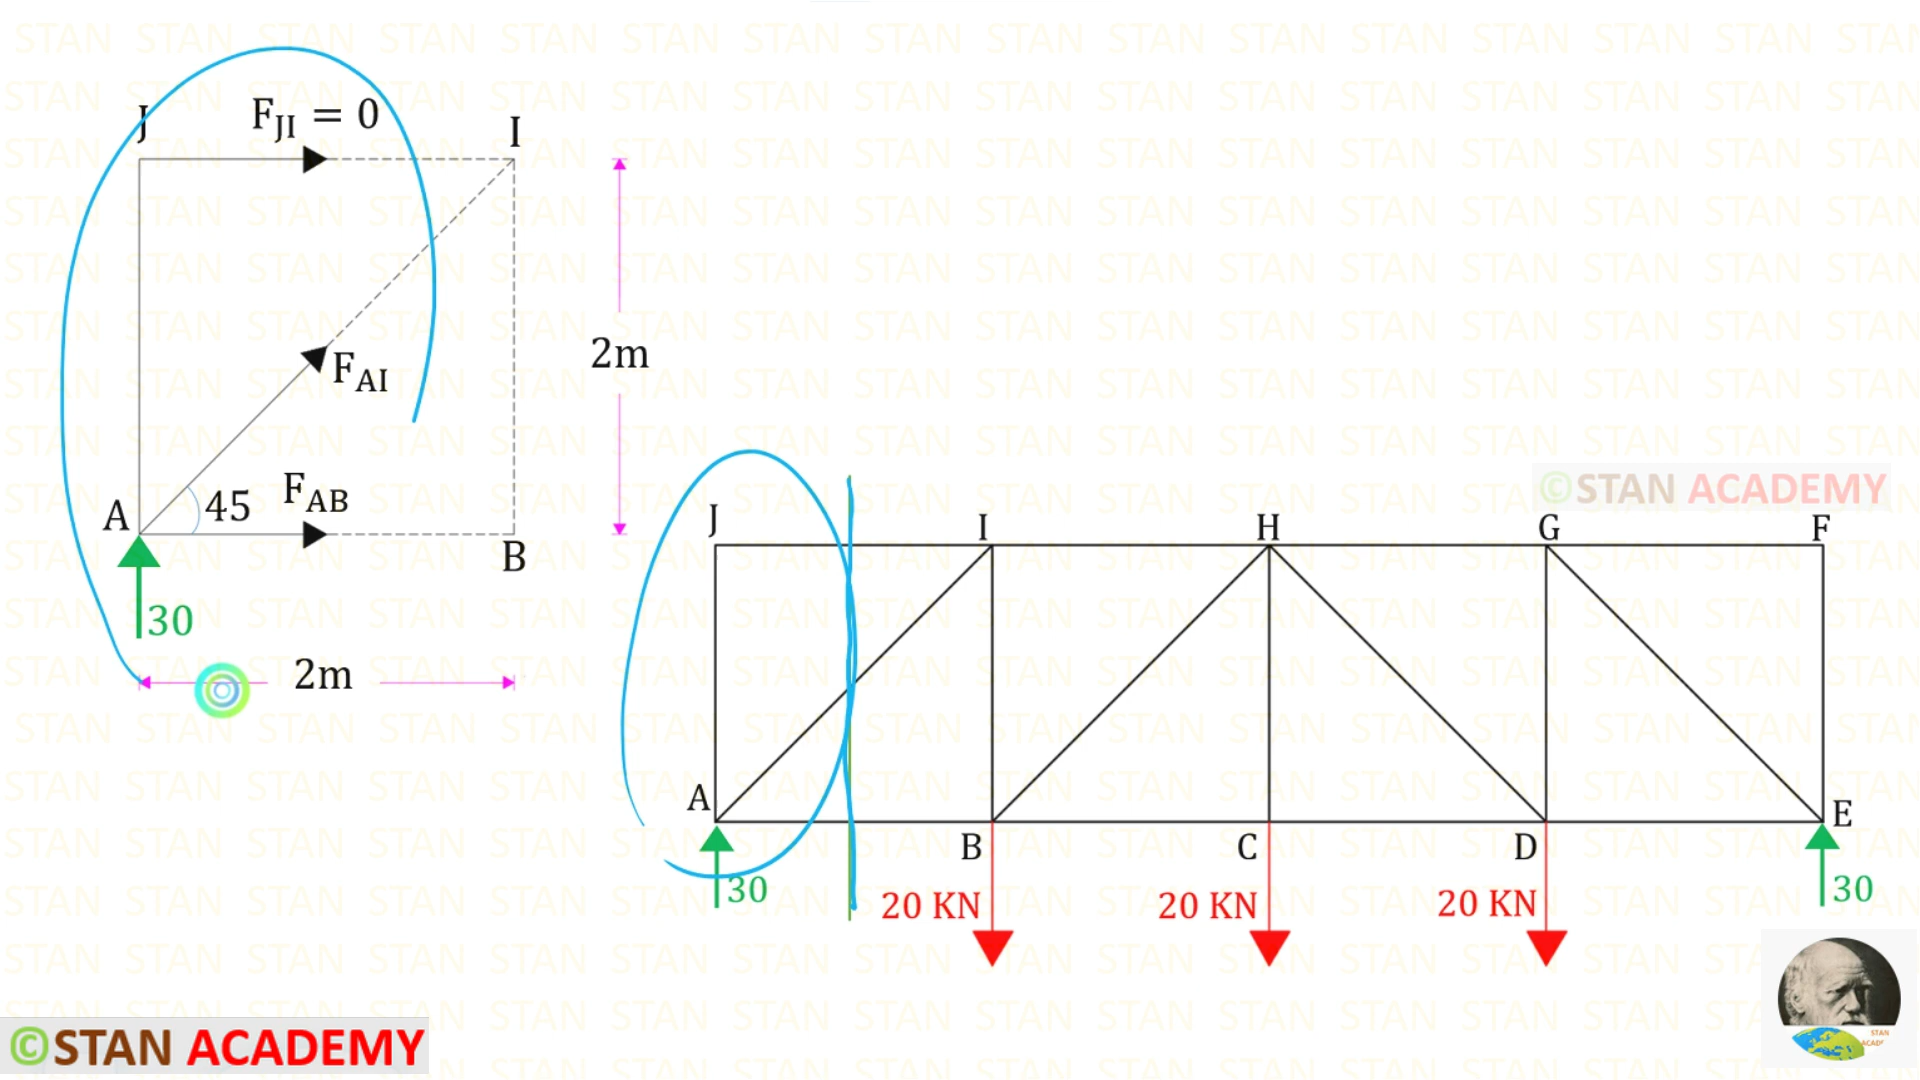 J
F_JI = 0
I
2m
F_AI
A
45
F_AB
B
30
2m
©STAN ACADEMY
J
I
H
G
F
A
B
C
D
E
30
20 KN
20 KN
20 KN
30
©STAN ACADEMY
STAN